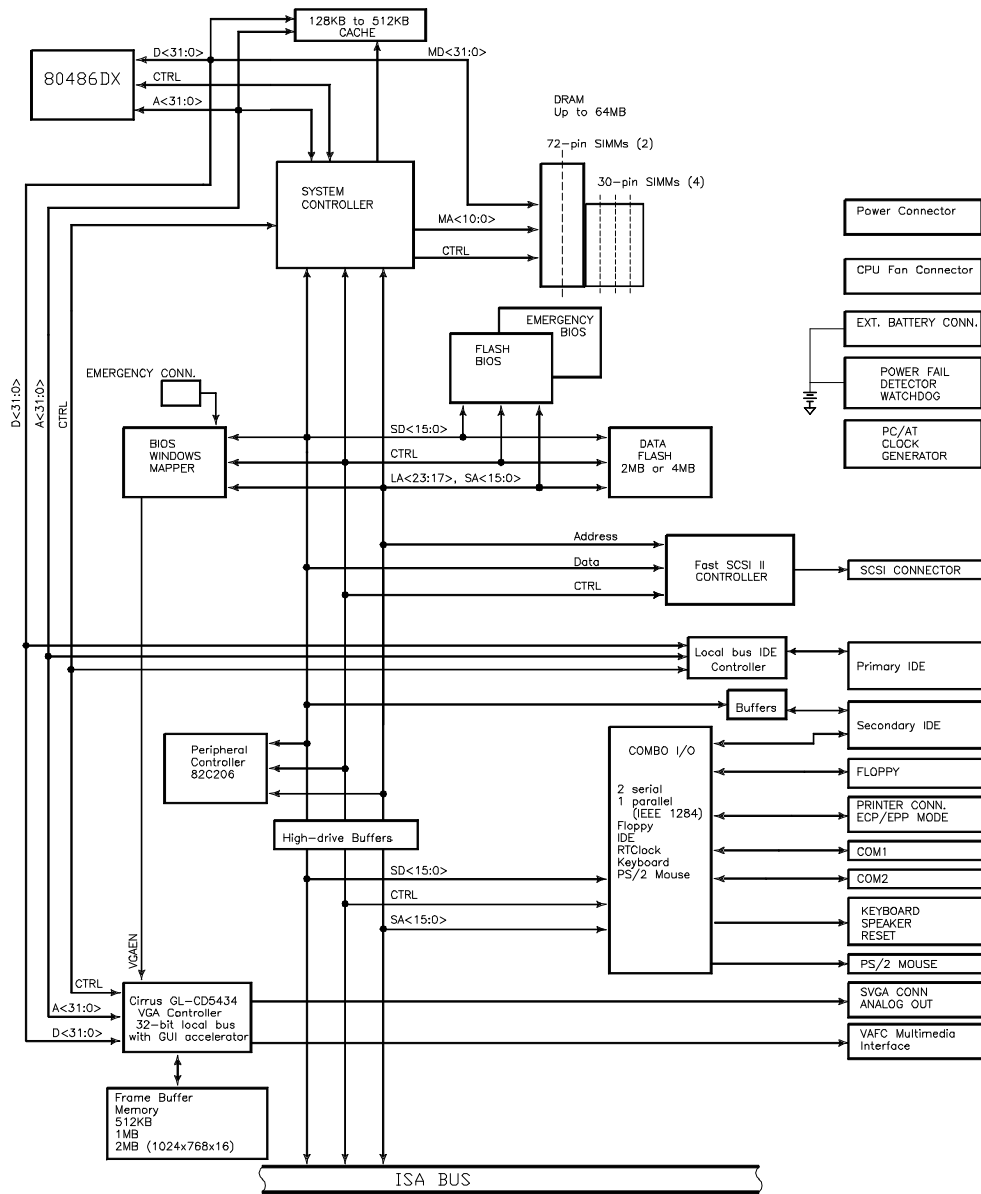 128KB to 512KB
CACHE
D<31:0>
MD<31:0>
80486DX
CTRL
A<31:0>
DRAM
Up to 64MB
72-pin SIMMs (2)
30-pin SIMMs (4)
SYSTEM
CONTROLLER
MA<10:0>
CTRL
Power Connector
CPU Fan Connector
EXT. BATTERY CONN.
POWER FAIL
DETECTOR
WATCHDOG
PC/AT
CLOCK
GENERATOR
EMERGENCY
BIOS
FLASH
BIOS
EMERGENCY CONN.
D<31:0>
A<31:0>
CTRL
BIOS
WINDOWS
MAPPER
SD<15:0>
CTRL
LA<23:17>, SA<15:0>
DATA
FLASH
2MB or 4MB
Address
Data
CTRL
Fast SCSI II
CONTROLLER
SCSI CONNECTOR
Local bus IDE
Controller
Primary IDE
Buffers
Secondary IDE
Peripheral
Controller
82C206
COMBO I/O
2 serial
1 parallel
(IEEE 1284)
Floppy
IDE
RTClock
Keyboard
PS/2 Mouse
FLOPPY
PRINTER CONN.
ECP/EPP MODE
COM1
COM2
KEYBOARD
SPEAKER
RESET
PS/2 MOUSE
High-drive Buffers
SD<15:0>
CTRL
SA<15:0>
VGAEN
CTRL
A<31:0>
D<31:0>
Cirrus GL-CD5434
VGA Controller
32-bit local bus
with GUI accelerator
SVGA CONN
ANALOG OUT
VAFC Multimedia
Interface
Frame Buffer
Memory
512KB
1MB
2MB (1024x768x16)
ISA BUS